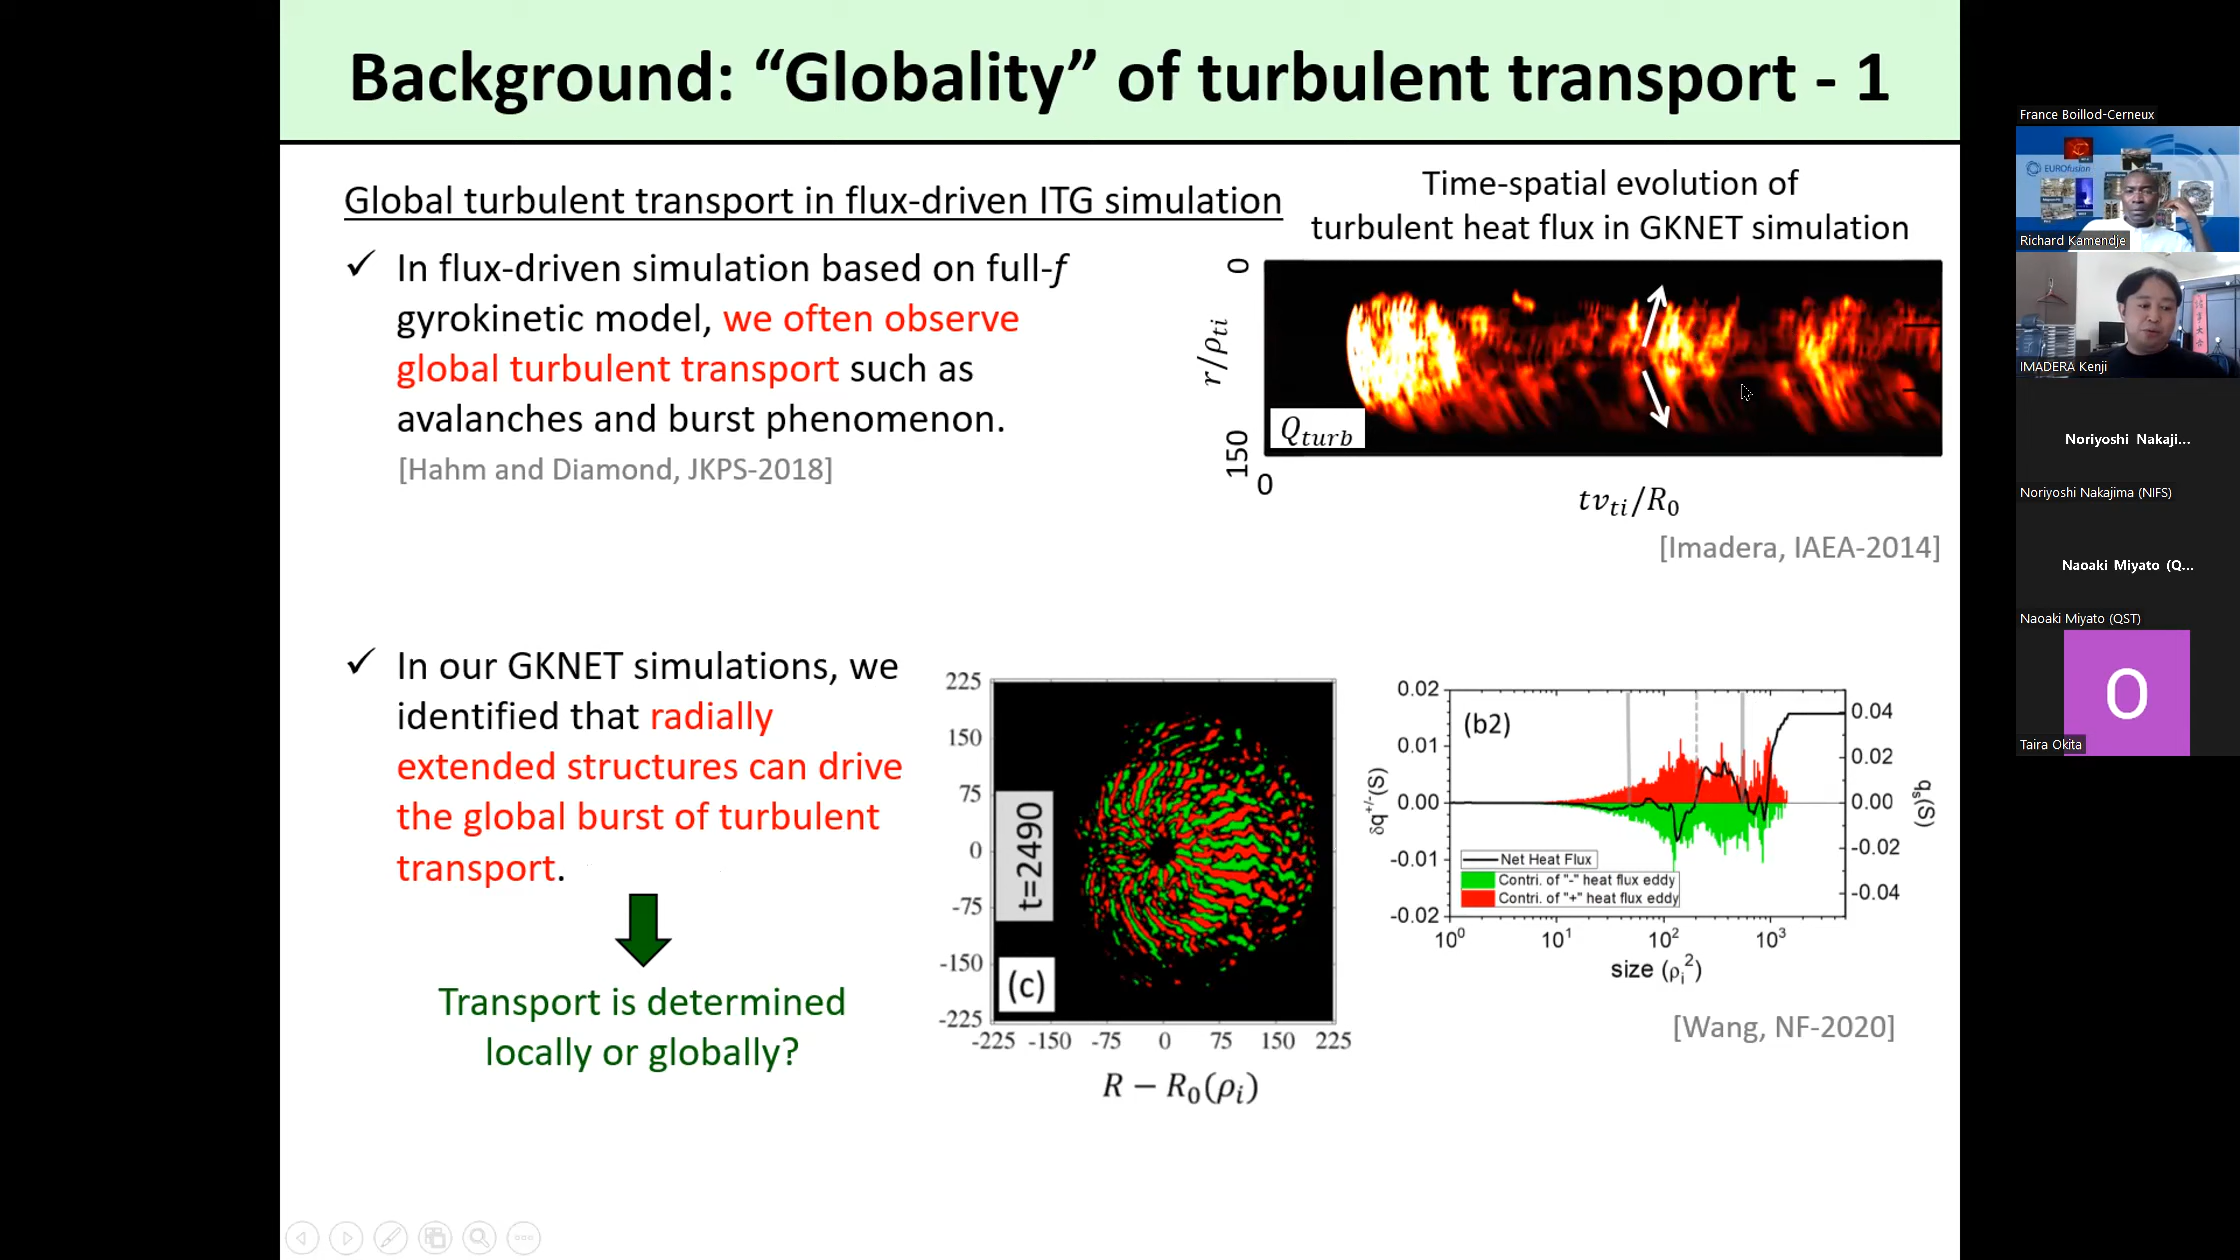 Background: “Globality” of turbulent transport - 1
Global turbulent transport in flux-driven ITG simulation
✓ In flux-driven simulation based on full-f
gyrokinetic model, we often observe
global turbulent transport such as
avalanches and burst phenomenon.
[Hahm and Diamond, JKPS-2018]
Time-spatial evolution of
turbulent heat flux in GKNET simulation
0
r/ρti
150
Qturb
0
tvti/R0
[Imadera, IAEA-2014]
✓ In our GKNET simulations, we
identified that radially
extended structures can drive
the global burst of turbulent
transport.
Transport is determined
locally or globally?
225
150
75
0
-75
-150
-225
t=2490
(c)
-225 -150 -75 0 75 150 225
R − R0(ρi)
0.02
0.01
0.00
-0.01
-0.02
δq+/-(S)
(b2)
Net Heat Flux
Contri. of "-" heat flux eddy
Contri. of "+" heat flux eddy
0.04
0.02
0.00
-0.02
-0.04
qs(S)
10^0 10^1 10^2 10^3
size (ρi^2)
[Wang, NF-2020]
France Boillod-Cerneux
EUROfusion
Richard Kamendje
IMADERA Kenji
Noriyoshi Nakaji...
Noriyoshi Nakajima (NIFS)
Naoaki Miyato (Q...
Naoaki Miyato (QST)
O
Taira Okita